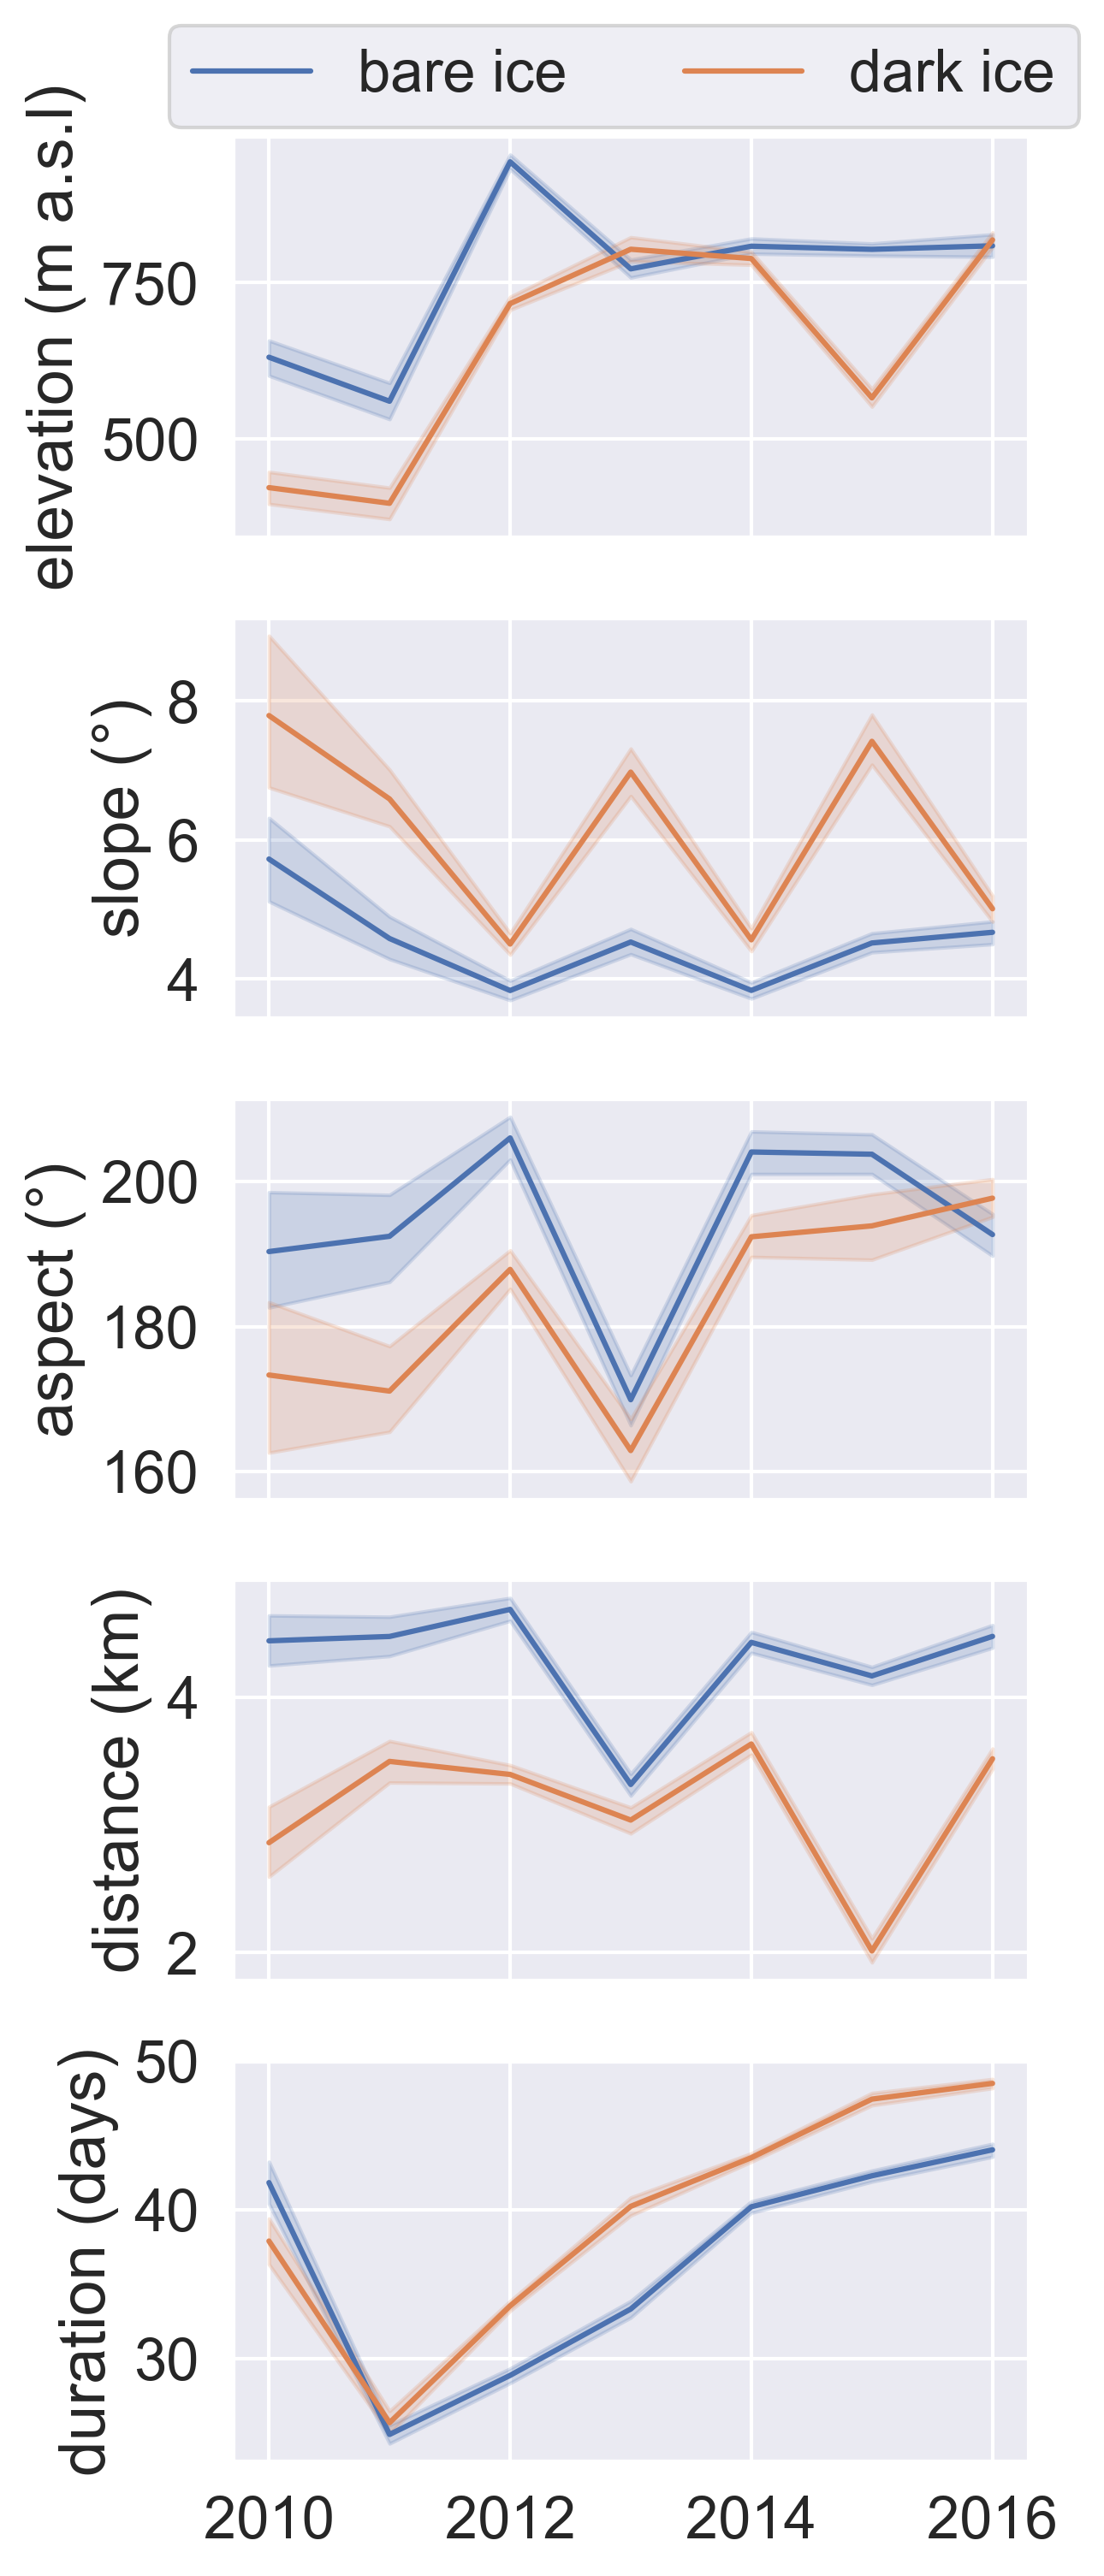 bare ice dark ice
elevation (m a.s.l)
750
500
slope (°)
8
6
4
aspect (°)
200
180
160
distance (km)
4
2
duration (days)
50
40
30
2010 2012 2014 2016